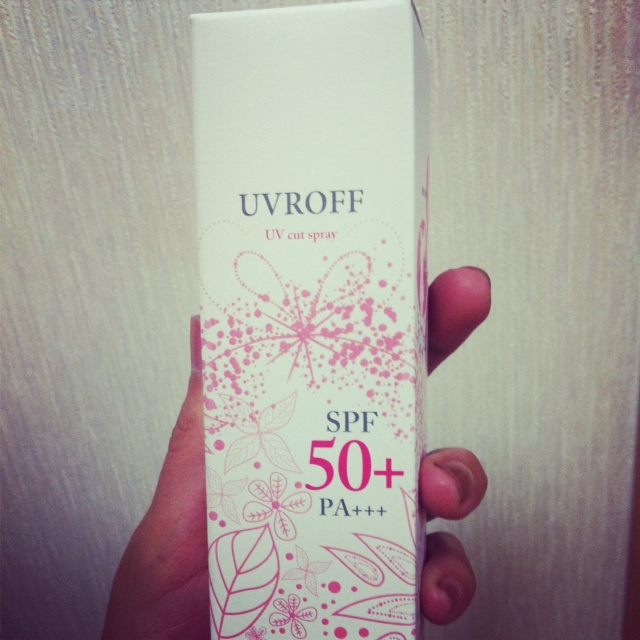 UVROFF
UV cut spray
SPF
50+
PA+++